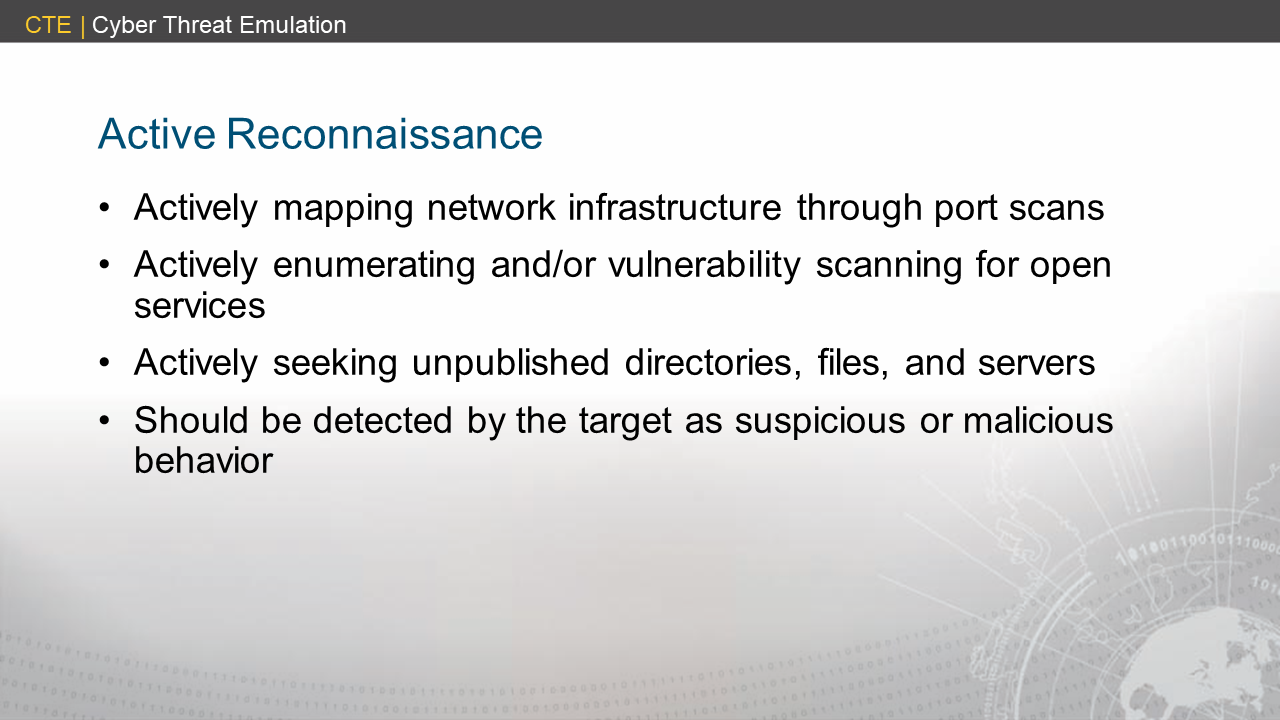 CTE | Cyber Threat Emulation
Active Reconnaissance
• Actively mapping network infrastructure through port scans
• Actively enumerating and/or vulnerability scanning for open
services
• Actively seeking unpublished directories, files, and servers
• Should be detected by the target as suspicious or malicious
behavior